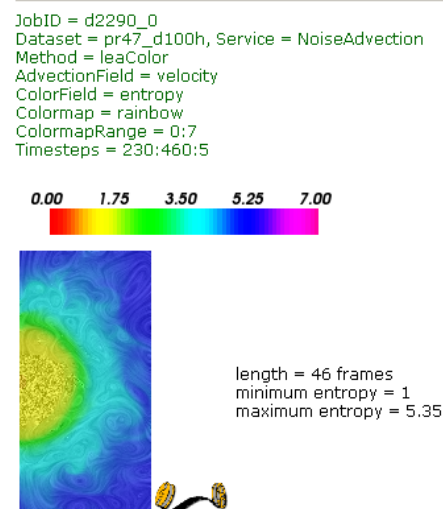 JobID = d2290_0
Dataset = pr47_d100h, Service = NoiseAdvection
Method = leaColor
AdvectionField = velocity
ColorField = entropy
Colormap = rainbow
ColormapRange = 0:7
Timesteps = 230:460:5
0.00 1.75 3.50 5.25 7.00
length = 46 frames
minimum entropy = 1
maximum entropy = 5.35